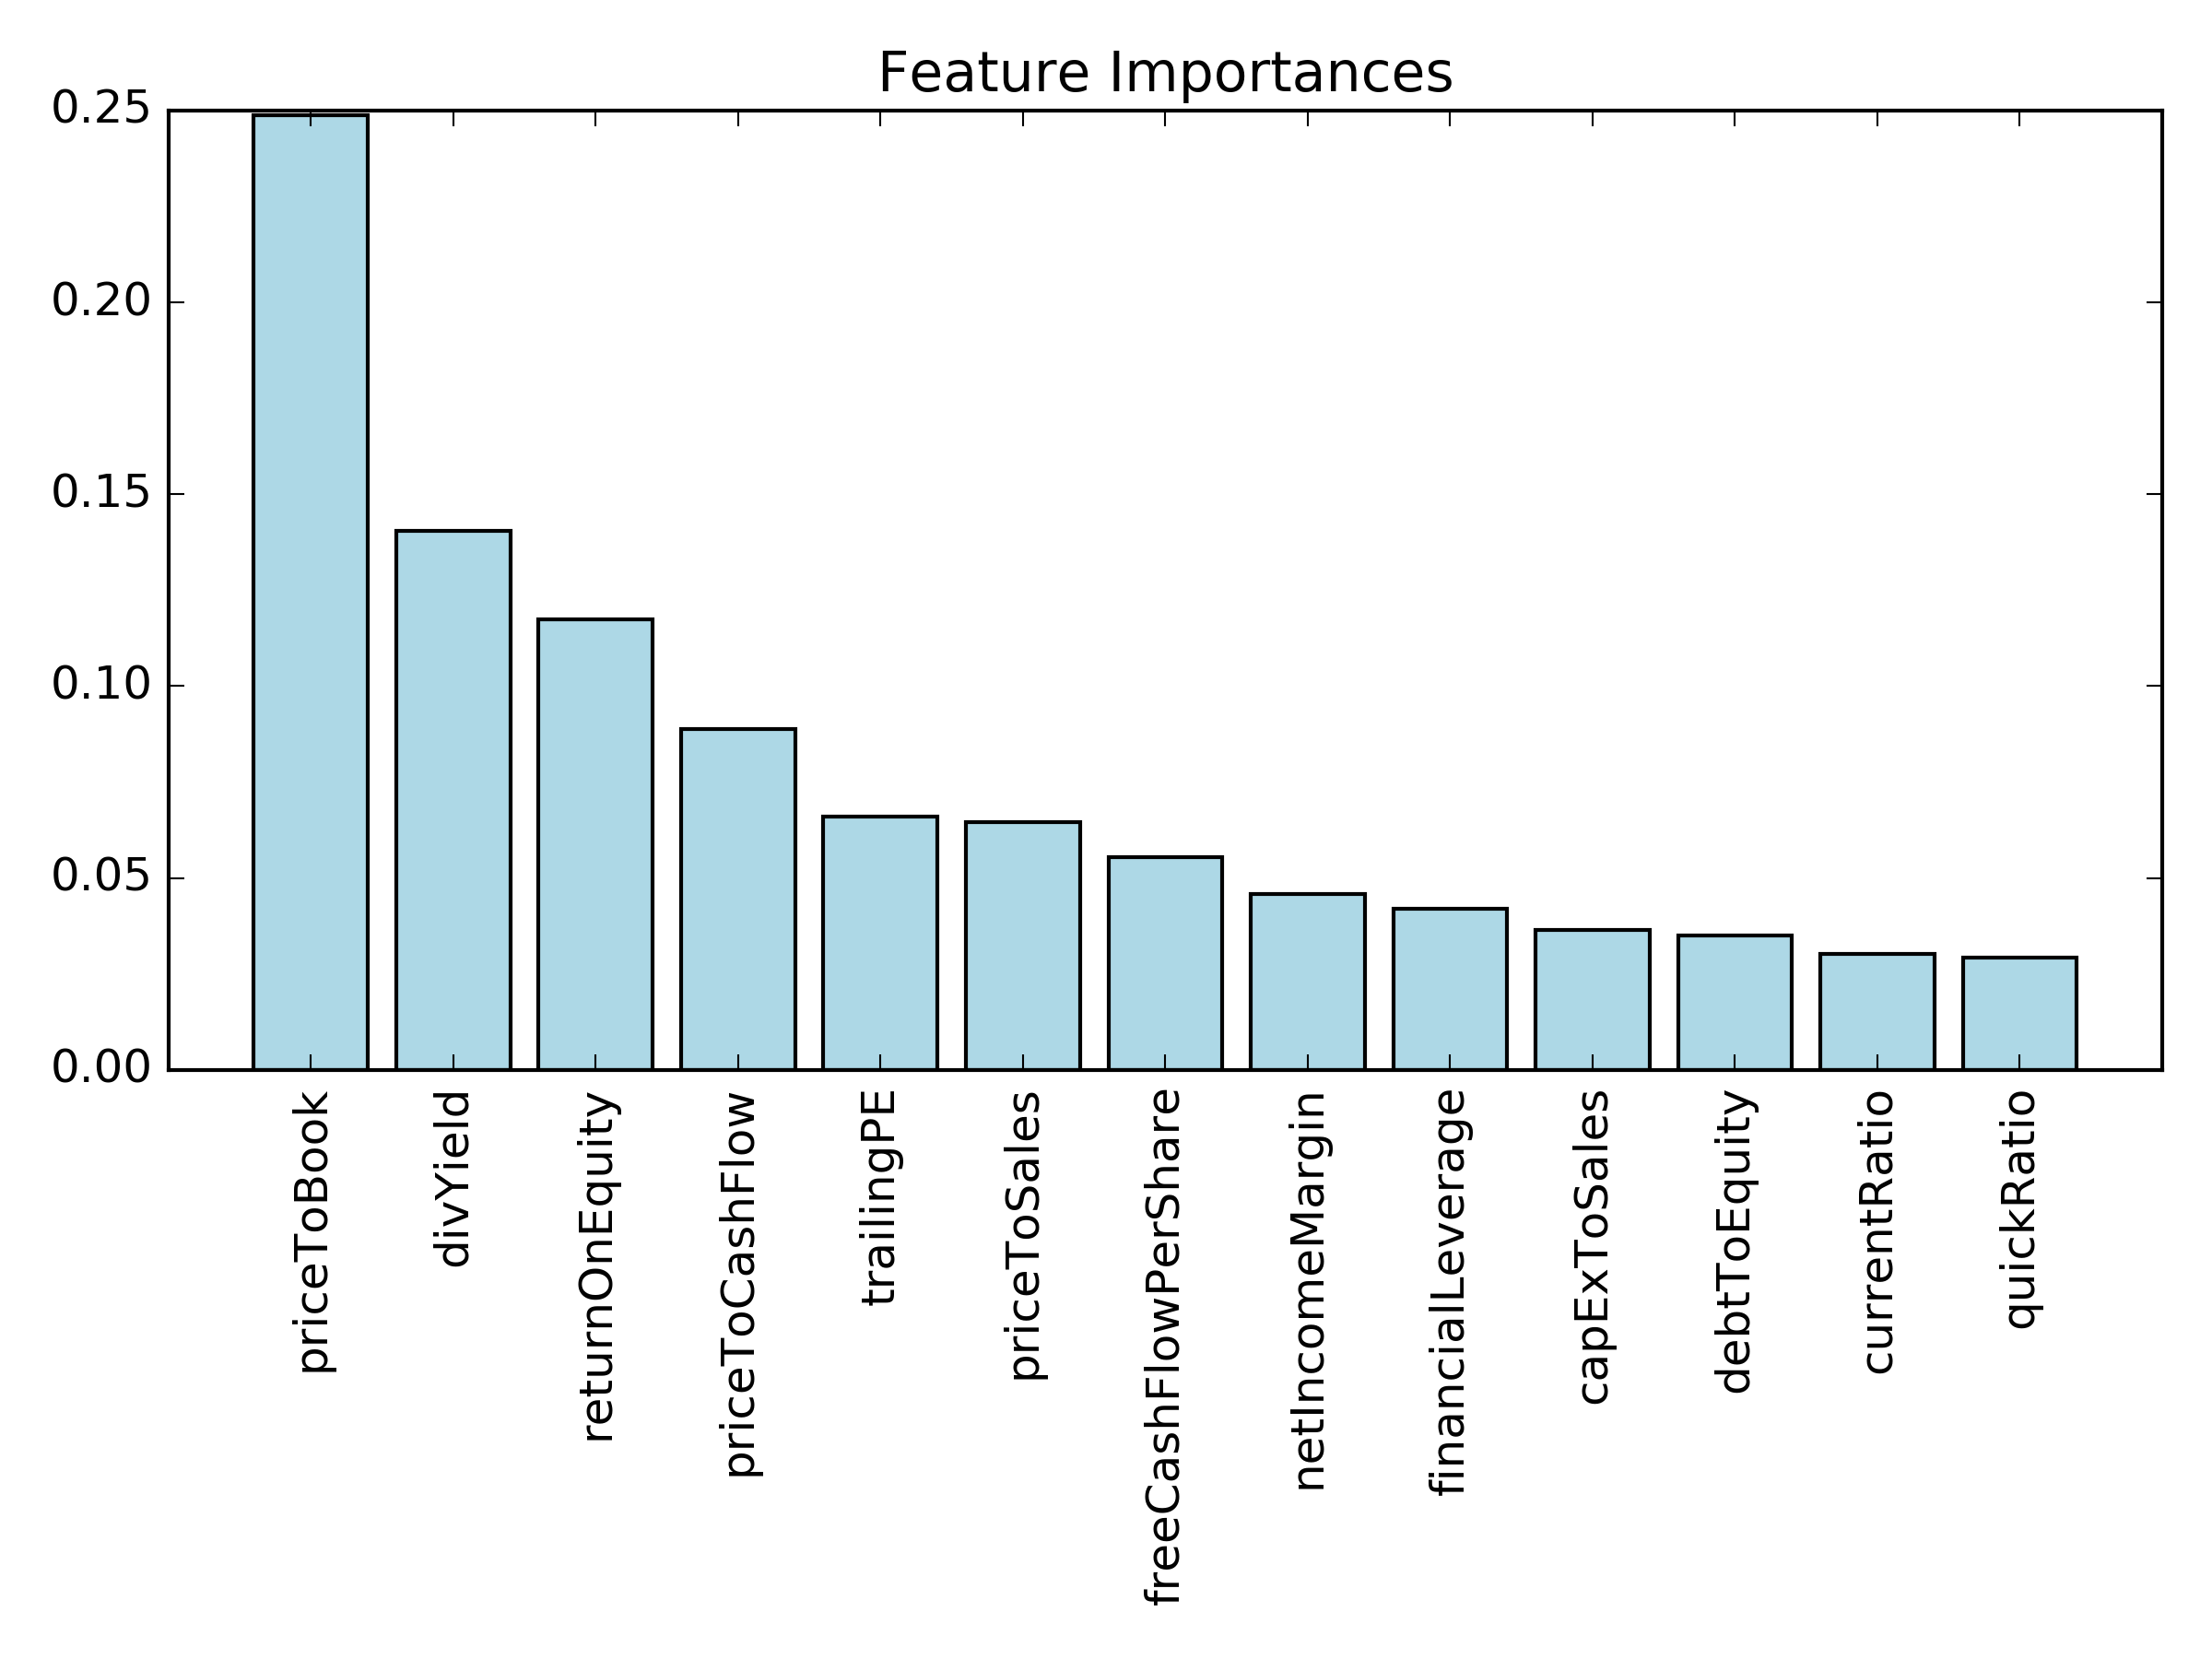 Feature Importances
0.25
0.20
0.15
0.10
0.05
0.00
priceToBook
divYield
returnOnEquity
priceToCashFlow
trailingPE
priceToSales
freeCashFlowPerShare
netIncomeMargin
financialLeverage
capExToSales
debtToEquity
currentRatio
quickRatio